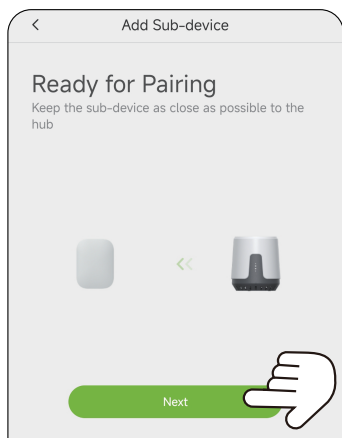 Add Sub-device
Ready for Pairing
Keep the sub-device as close as possible to the
hub
Next